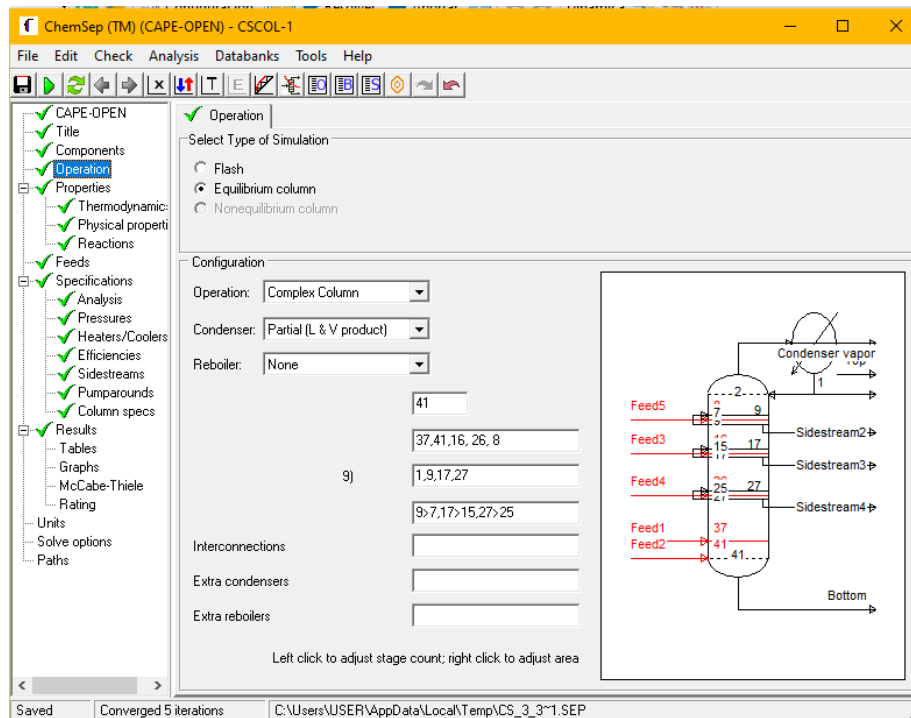 ChemSep (TM) (CAPE-OPEN) - CSCOL-1
File Edit Check Analysis Databanks Tools Help
T E O B S
CAPE-OPEN
Title
Components
Operation
Properties
Thermodynamic
Physical properti
Reactions
Feeds
Specifications
Analysis
Pressures
Heaters/Coolers
Efficiencies
Sidestreams
Pumparounds
Column specs
Results
Tables
Graphs
McCabe-Thiele
Rating
Units
Solve options
Paths
Operation
Select Type of Simulation
Flash
Equilibrium column
Nonequilibrium column
Configuration
Operation: Complex Column
Condenser: Partial (L & V product)
Reboiler: None
41
37,41,16, 26, 8
9) 1,9,17,27
9>7,17>15,27>25
Interconnections
Extra condensers
Extra reboilers
Left click to adjust stage count; right click to adjust area
Condenser vapor
1
2
Feed5 7 9
Sidestream2
Feed3 15 17
Sidestream3
Feed4 25 27
Sidestream4
Feed1 37
Feed2 41
41
Bottom
Saved Converged 5 iterations C:\Users\USER\AppData\Local\Temp\CS_3_3~1.SEP